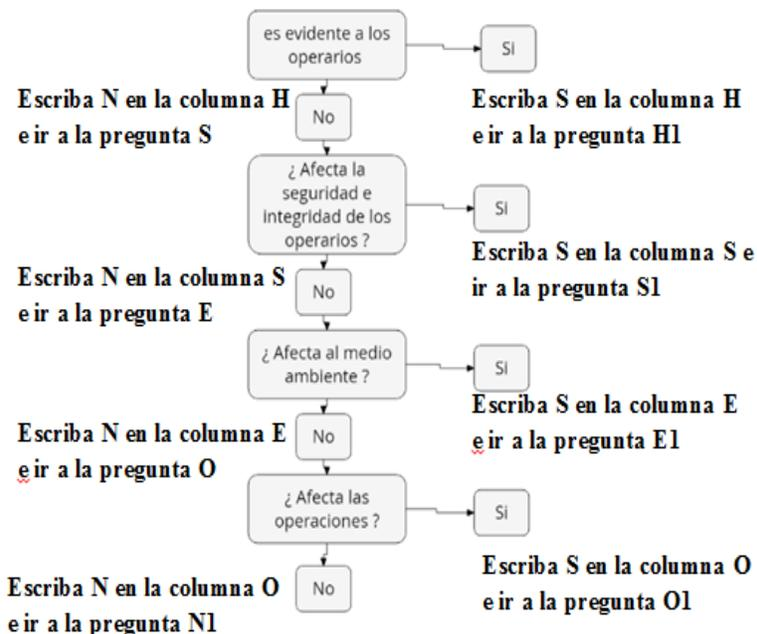 es evidente a los
operarios
Si
Escriba N en la columna H
e ir a la pregunta S
No
Escriba S en la columna H
e ir a la pregunta H1
¿ Afecta la
seguridad e
integridad de los
operarios ?
Si
Escriba N en la columna S
e ir a la pregunta E
No
Escriba S en la columna S e
ir a la pregunta S1
¿ Afecta al medio
ambiente ?
Si
Escriba N en la columna E
e ir a la pregunta O
No
Escriba S en la columna E
e ir a la pregunta E1
¿ Afecta las
operaciones ?
Si
Escriba N en la columna O
e ir a la pregunta N1
No
Escriba S en la columna O
e ir a la pregunta O1